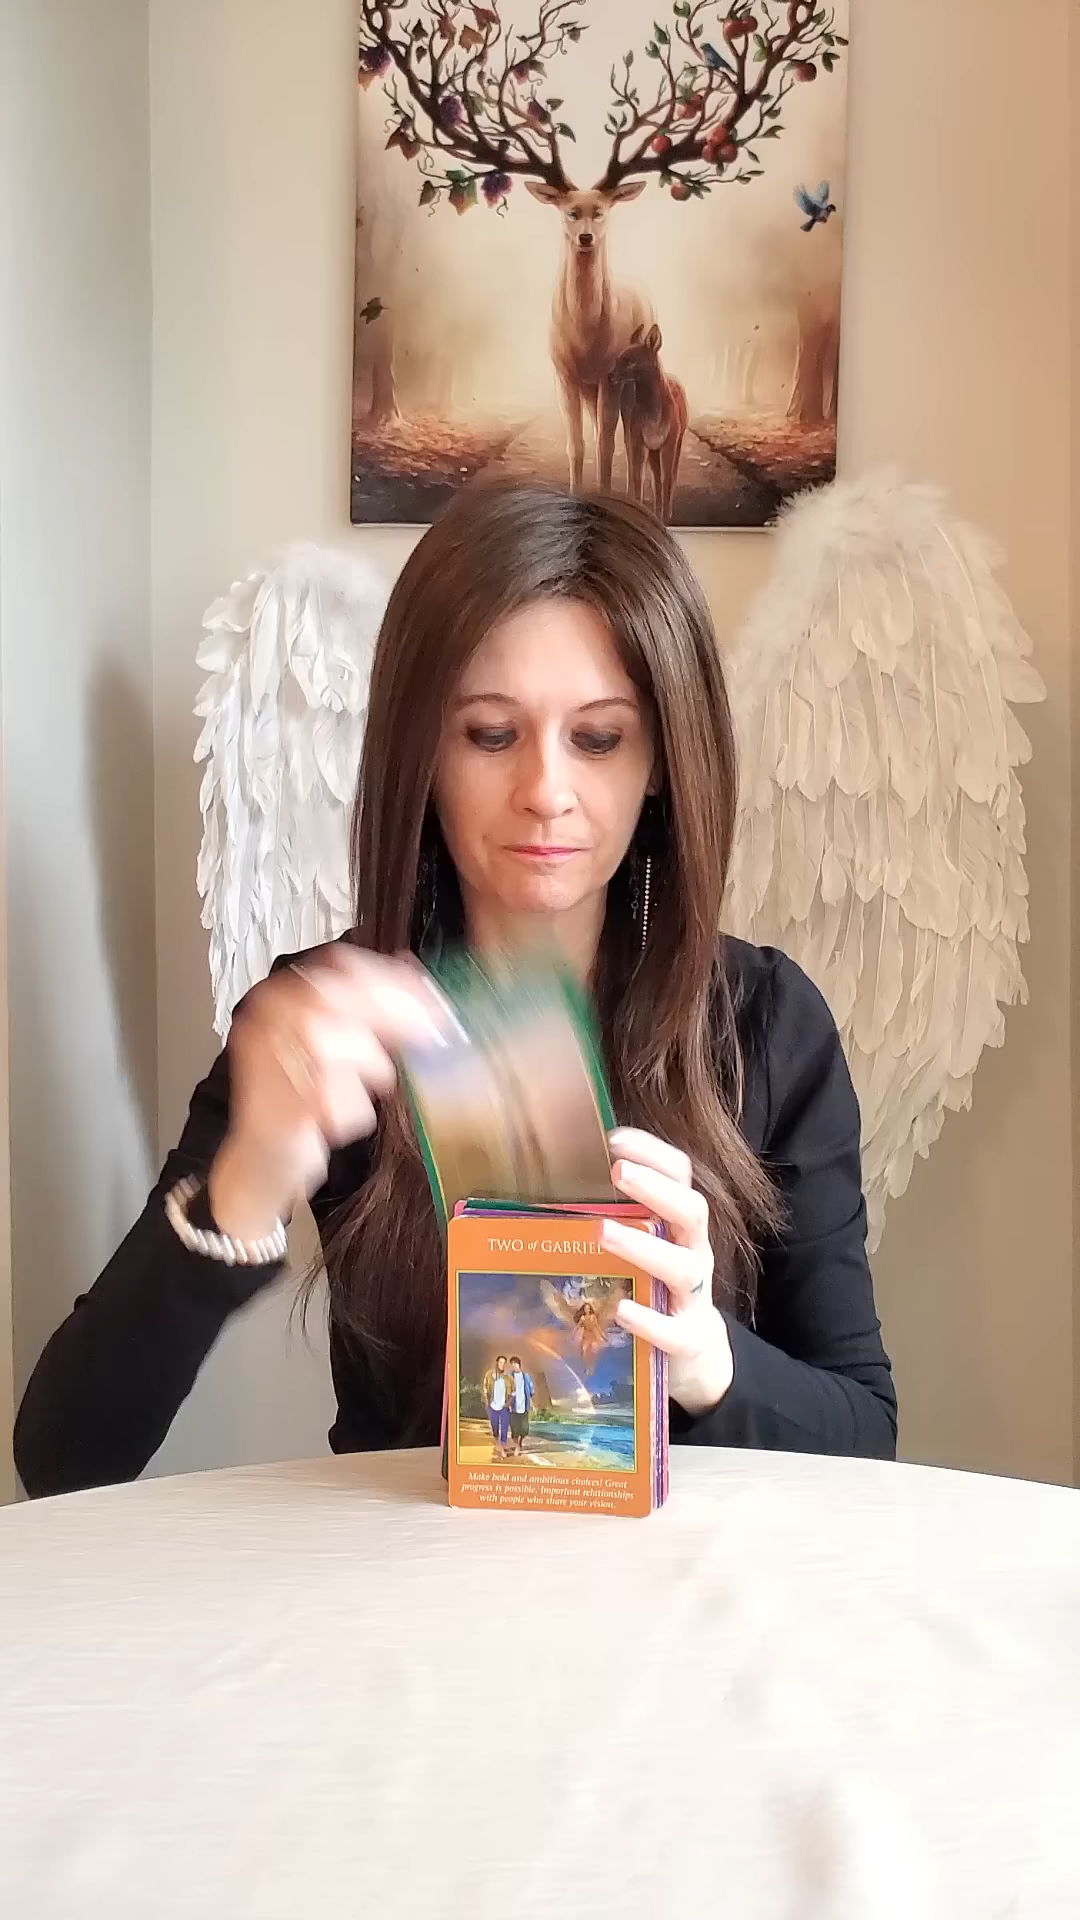 TWO of GABRIEL
Make bold and ambitious choices! Great
progress is possible. Important relationships
with people who share your vision.